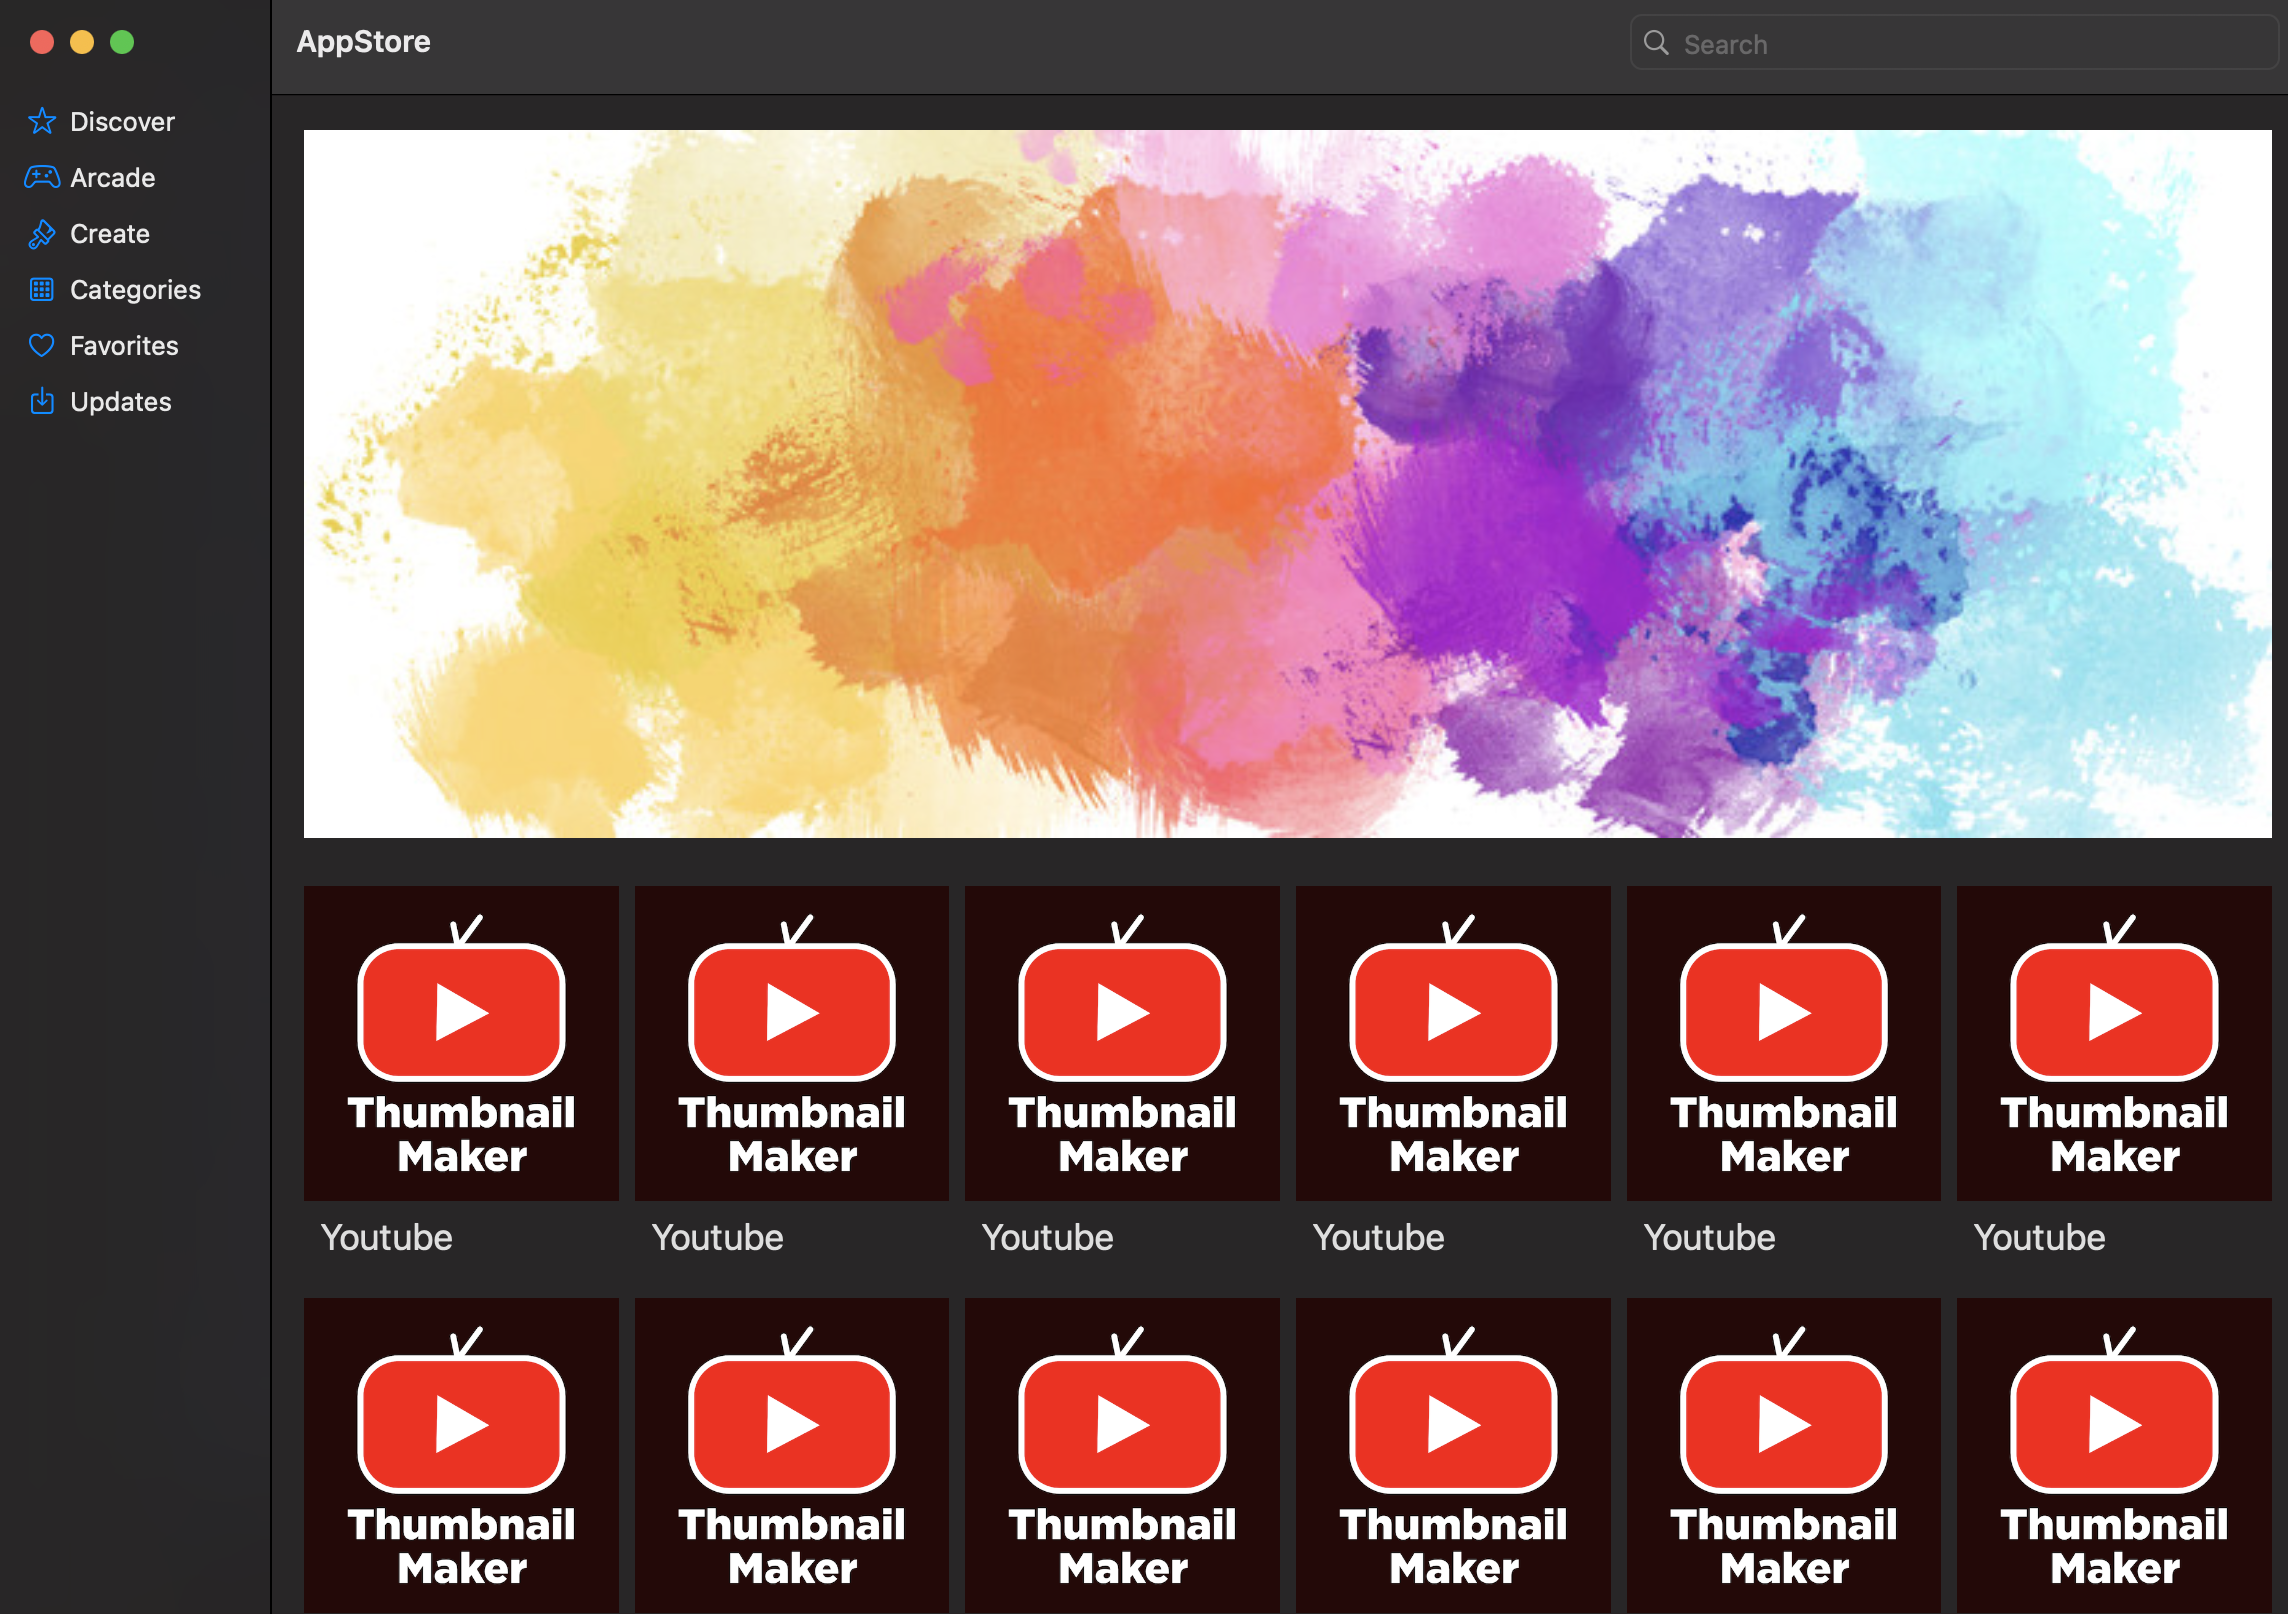 AppStore
Search
Discover
Arcade
Create
Categories
Favorites
Updates
Thumbnail Maker
Thumbnail Maker
Thumbnail Maker
Thumbnail Maker
Thumbnail Maker
Thumbnail Maker
Youtube
Youtube
Youtube
Youtube
Youtube
Youtube
Thumbnail Maker
Thumbnail Maker
Thumbnail Maker
Thumbnail Maker
Thumbnail Maker
Thumbnail Maker